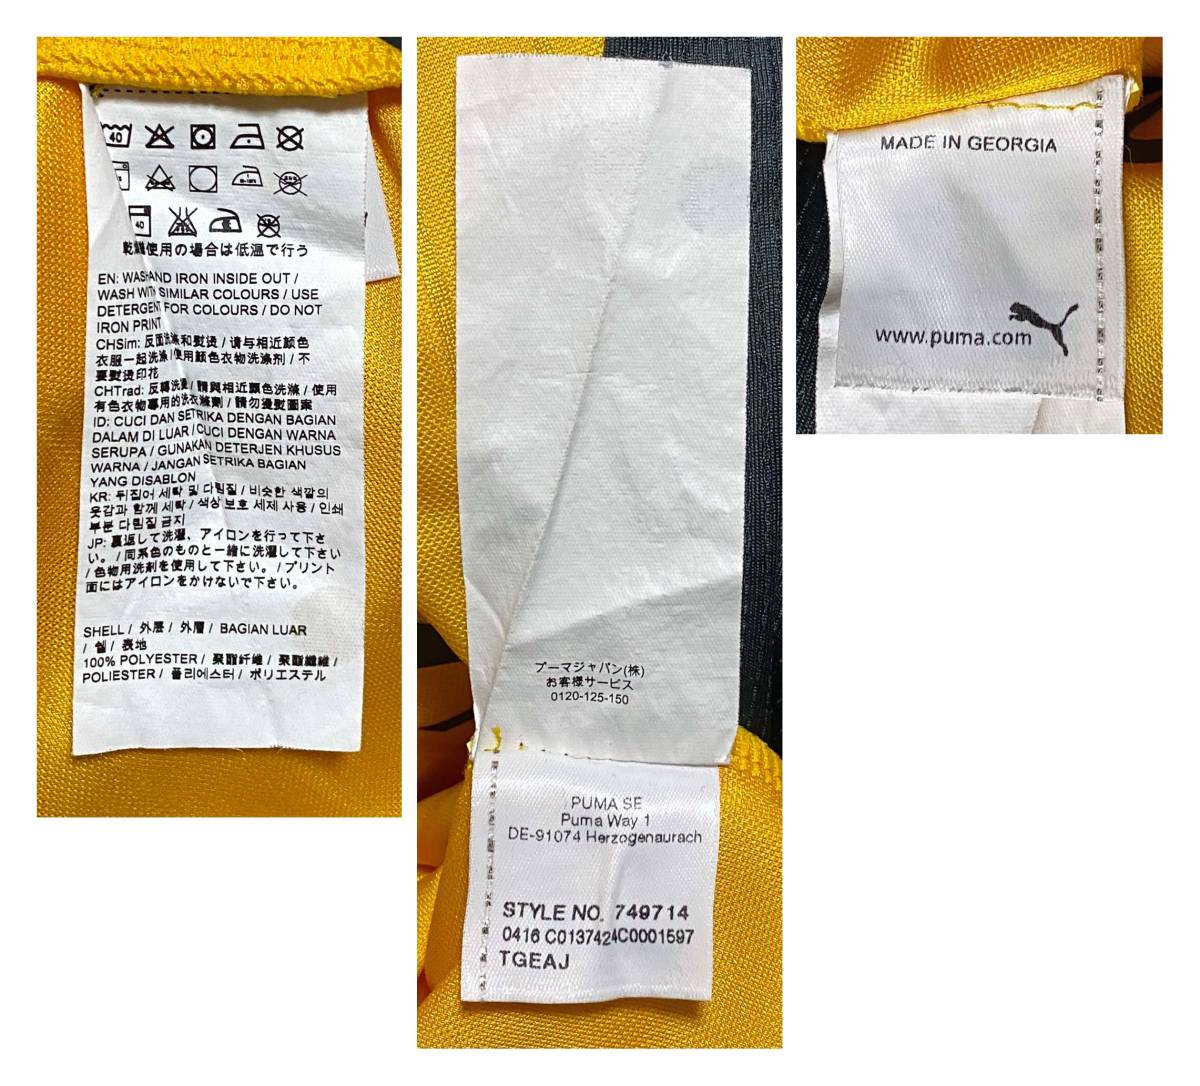 40
40
乾燥使用の場合は低温で行う
EN: WASH AND IRON INSIDE OUT /
WASH WITH SIMILAR COLOURS / USE
DETERGENT FOR COLOURS / DO NOT
IRON PRINT
CHSim: 反面洗涤和熨烫 / 请与相近颜色
衣服一起洗涤 / 使用颜色衣物洗涤剂 / 不
要熨烫印花
CHTrad: 反轉洗燙 / 請與相近顏色洗滌 / 使用
有色衣物專用的洗衣滌劑 / 請勿燙熨圖案
ID: CUCI DAN SETRIKA DENGAN BAGIAN
DALAM DI LUAR / CUCI DENGAN WARNA
SERUPA / GUNAKAN DETERJEN KHUSUS
WARNA / JANGAN SETRIKA BAGIAN
YANG DISABLON
KR: 뒤집어 세탁 및 다림질 / 비슷한 색깔의
옷감과 함께 세탁 / 색상 보호 세제 사용 / 인쇄
부분 다림질 금지
JP: 裏返して洗濯、アイロンを行って下さ
い。 / 同系色のものと一緒に洗濯して下さい
/ 色物用洗剤を使用して下さい。 / プリント
面にはアイロンをかけないで下さい。
SHELL / 外层 / 外層 / BAGIAN LUAR
/ 쉘 / 表地
100% POLYESTER / 聚酯纤维 / 聚酯纖維 /
POLIESTER / 폴리에스터 / ポリエステル
プーマジャパン(株)
お客様サービス
0120-125-150
PUMA SE
Puma Way 1
DE-91074 Herzogenaurach
STYLE NO. 749714
0416 C0137424C0001597
TGEAJ
MADE IN GEORGIA
www.puma.com